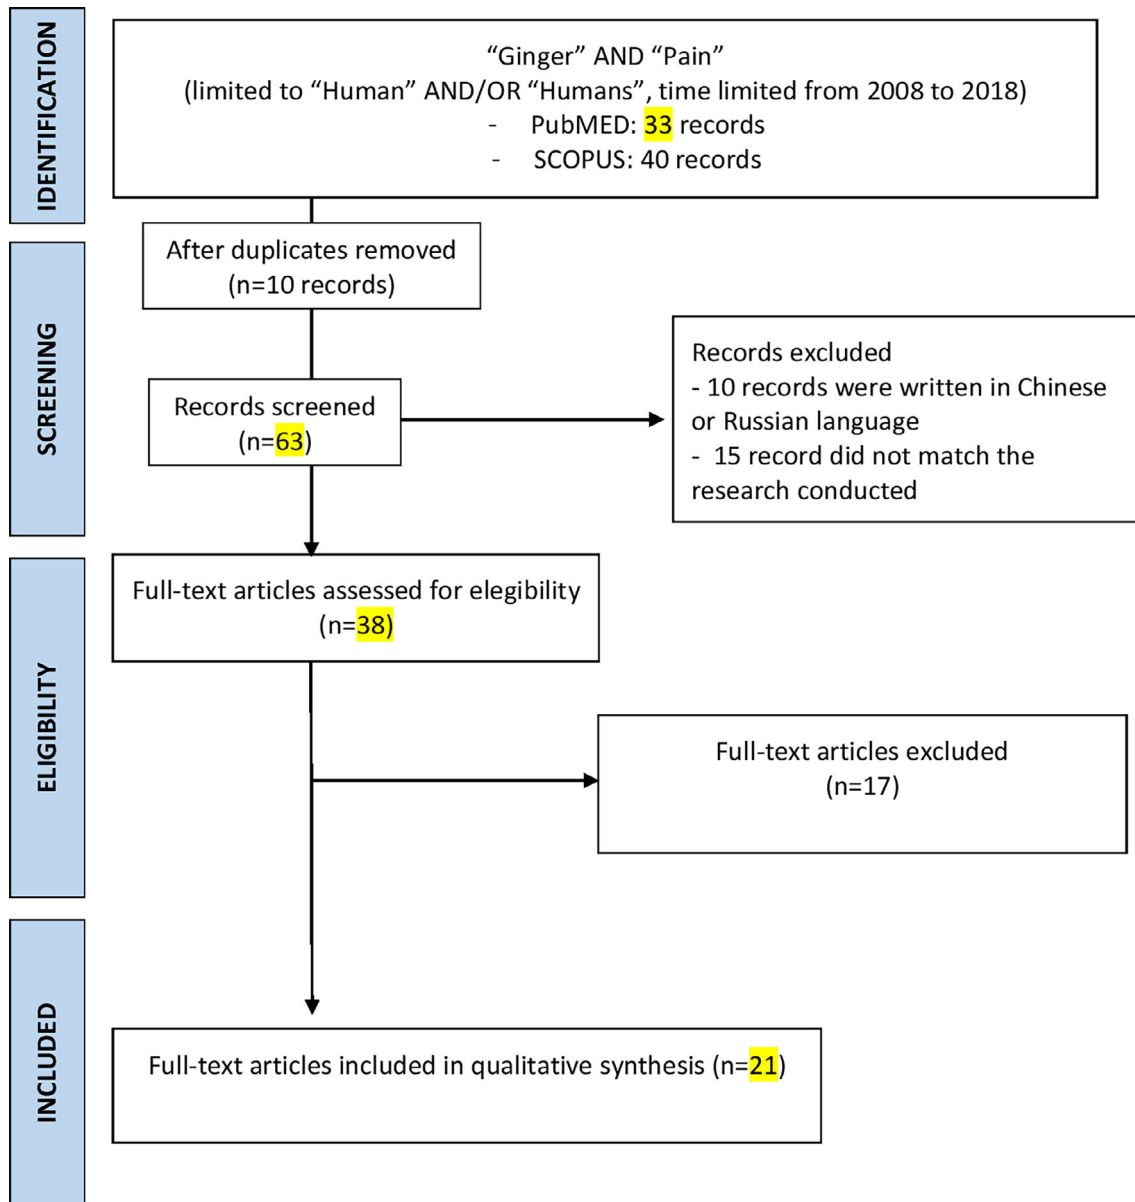 IDENTIFICATION
“Ginger” AND “Pain”
(limited to “Human” AND/OR “Humans”, time limited from 2008 to 2018)
- PubMED: 33 records
- SCOPUS: 40 records
SCREENING
After duplicates removed
(n=10 records)
Records screened
(n=63)
Records excluded
- 10 records were written in Chinese
or Russian language
- 15 record did not match the
research conducted
ELIGIBILITY
Full-text articles assessed for elegibility
(n=38)
Full-text articles excluded
(n=17)
INCLUDED
Full-text articles included in qualitative synthesis (n=21)